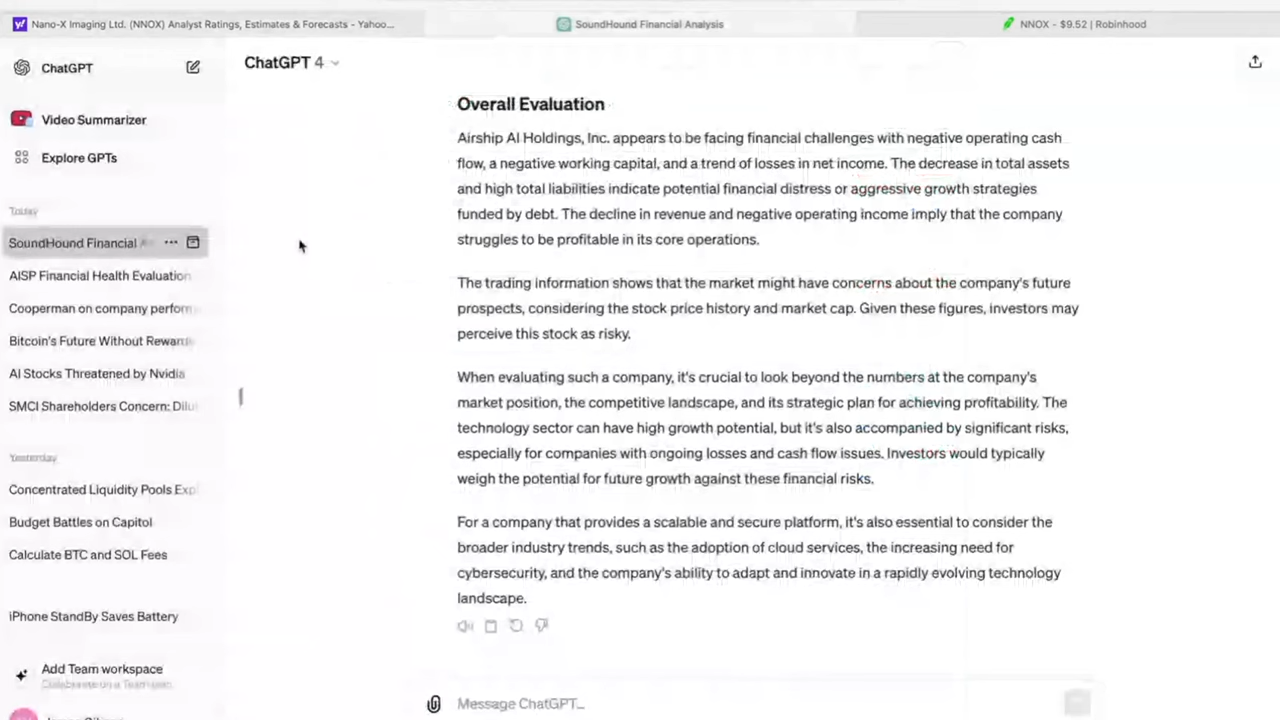 Nano-X Imaging Ltd. (NNOX) Analyst Ratings, Estimates & Forecasts - Yahoo...
SoundHound Financial Analysis
NNOX - $9.52 | Robinhood
ChatGPT
ChatGPT 4
Video Summarizer
Explore GPTs
Today
SoundHound Financial
AISP Financial Health Evaluation
Cooperman on company perform
Bitcoin's Future Without Rewar
AI Stocks Threatened by Nvidia
SMCI Shareholders Concern: Dilu
Yesterday
Concentrated Liquidity Pools Exp
Budget Battles on Capitol
Calculate BTC and SOL Fees
iPhone StandBy Saves Battery
Add Team workspace
Collaborate on a Team plan
Overall Evaluation
Airship AI Holdings, Inc. appears to be facing financial challenges with negative operating cash
flow, a negative working capital, and a trend of losses in net income. The decrease in total assets
and high total liabilities indicate potential financial distress or aggressive growth strategies
funded by debt. The decline in revenue and negative operating income imply that the company
struggles to be profitable in its core operations.
The trading information shows that the market might have concerns about the company's future
prospects, considering the stock price history and market cap. Given these figures, investors may
perceive this stock as risky.
When evaluating such a company, it's crucial to look beyond the numbers at the company's
market position, the competitive landscape, and its strategic plan for achieving profitability. The
technology sector can have high growth potential, but it's also accompanied by significant risks,
especially for companies with ongoing losses and cash flow issues. Investors would typically
weigh the potential for future growth against these financial risks.
For a company that provides a scalable and secure platform, it's also essential to consider the
broader industry trends, such as the adoption of cloud services, the increasing need for
cybersecurity, and the company's ability to adapt and innovate in a rapidly evolving technology
landscape.
Message ChatGPT...